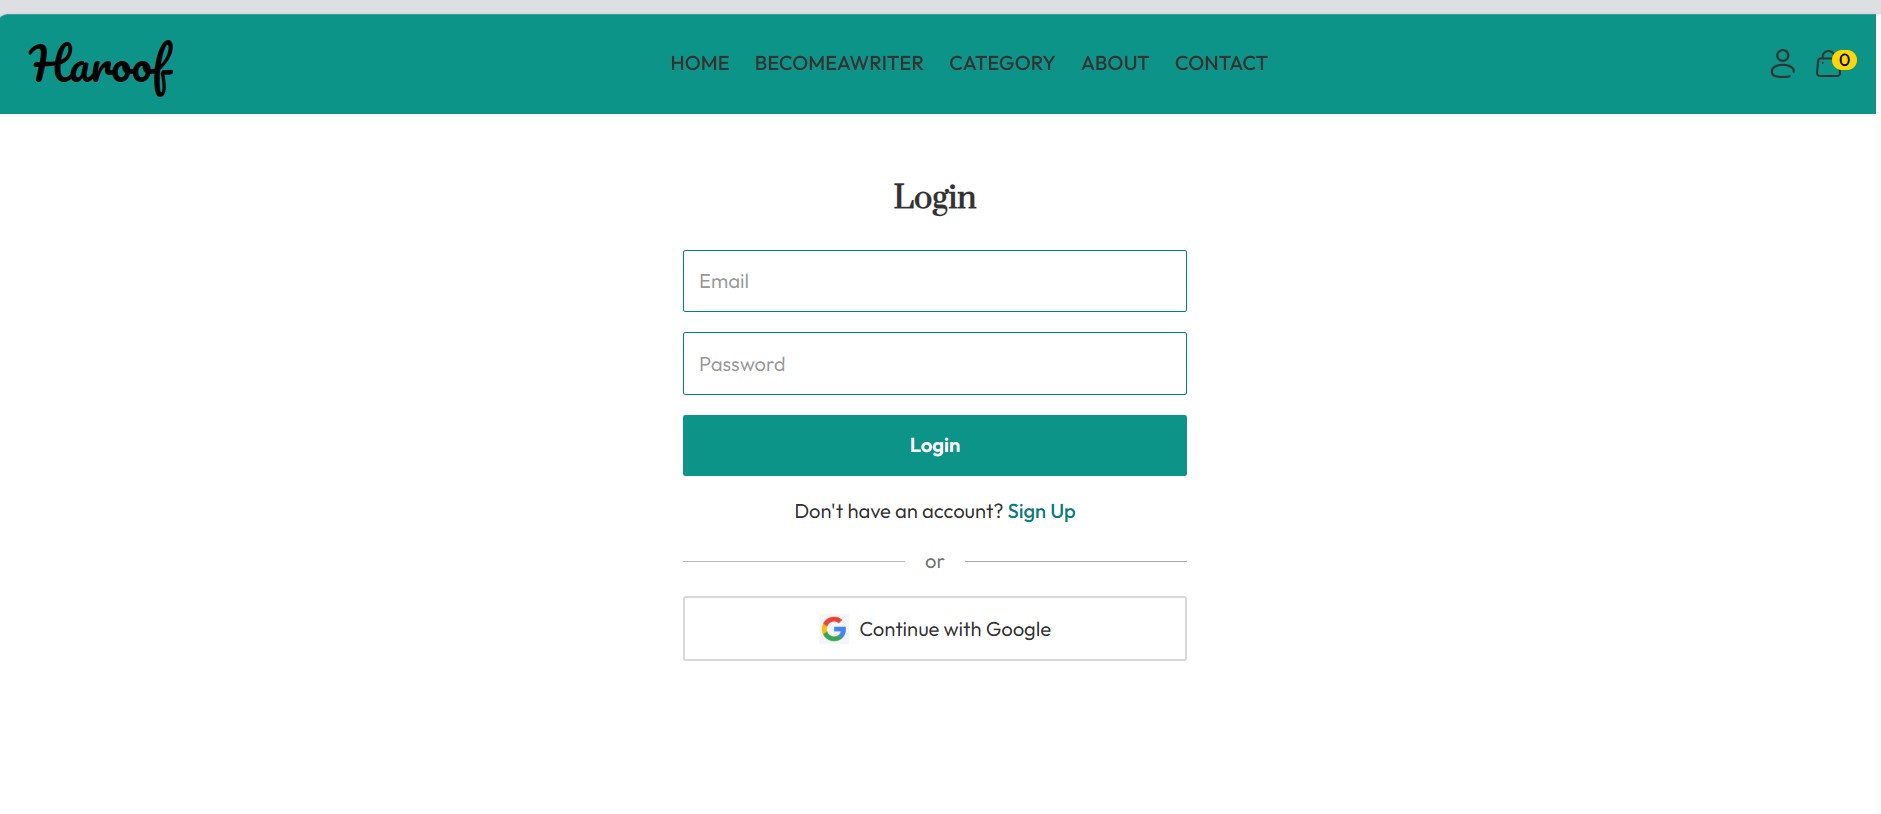 Haroof
HOME BECOMEAWRITER CATEGORY ABOUT CONTACT
0
Login
Email
Password
Login
Don't have an account? Sign Up
or
Continue with Google